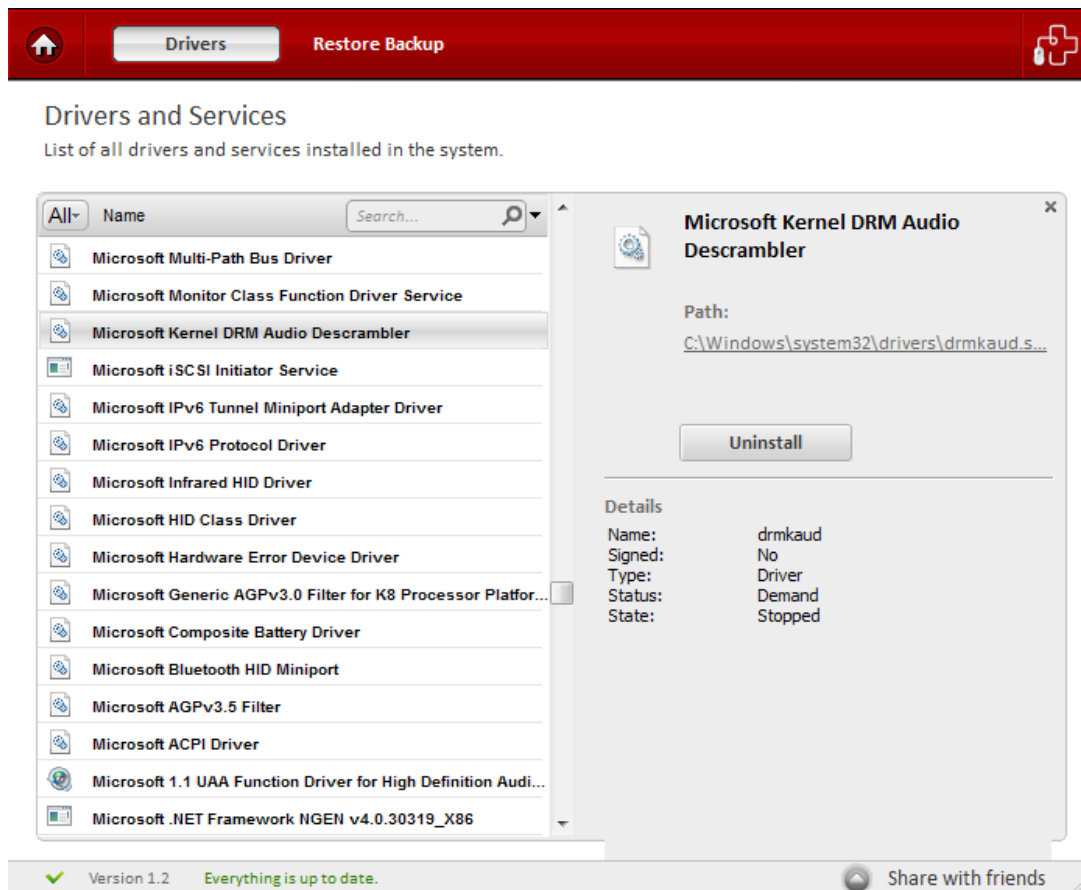 Drivers
Restore Backup
Drivers and Services
List of all drivers and services installed in the system.
All
Name
Search...
Microsoft Multi-Path Bus Driver
Microsoft Monitor Class Function Driver Service
Microsoft Kernel DRM Audio Descrambler
Microsoft iSCSI Initiator Service
Microsoft IPv6 Tunnel Miniport Adapter Driver
Microsoft IPv6 Protocol Driver
Microsoft Infrared HID Driver
Microsoft HID Class Driver
Microsoft Hardware Error Device Driver
Microsoft Generic AGPv3.0 Filter for K8 Processor Platfor...
Microsoft Composite Battery Driver
Microsoft Bluetooth HID Miniport
Microsoft AGPv3.5 Filter
Microsoft ACPI Driver
Microsoft 1.1 UAA Function Driver for High Definition Audi...
Microsoft .NET Framework NGEN v4.0.30319_X86
Microsoft Kernel DRM Audio
Descrambler
Path:
C:\Windows\system32\drivers\drmkaud.s...
Uninstall
Details
Name: drmkaud
Signed: No
Type: Driver
Status: Demand
State: Stopped
Version 1.2
Everything is up to date.
Share with friends